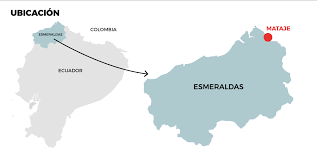 UBICACIÓN
COLOMBIA
ESMERALDAS
ECUADOR
MATAJE
ESMERALDAS